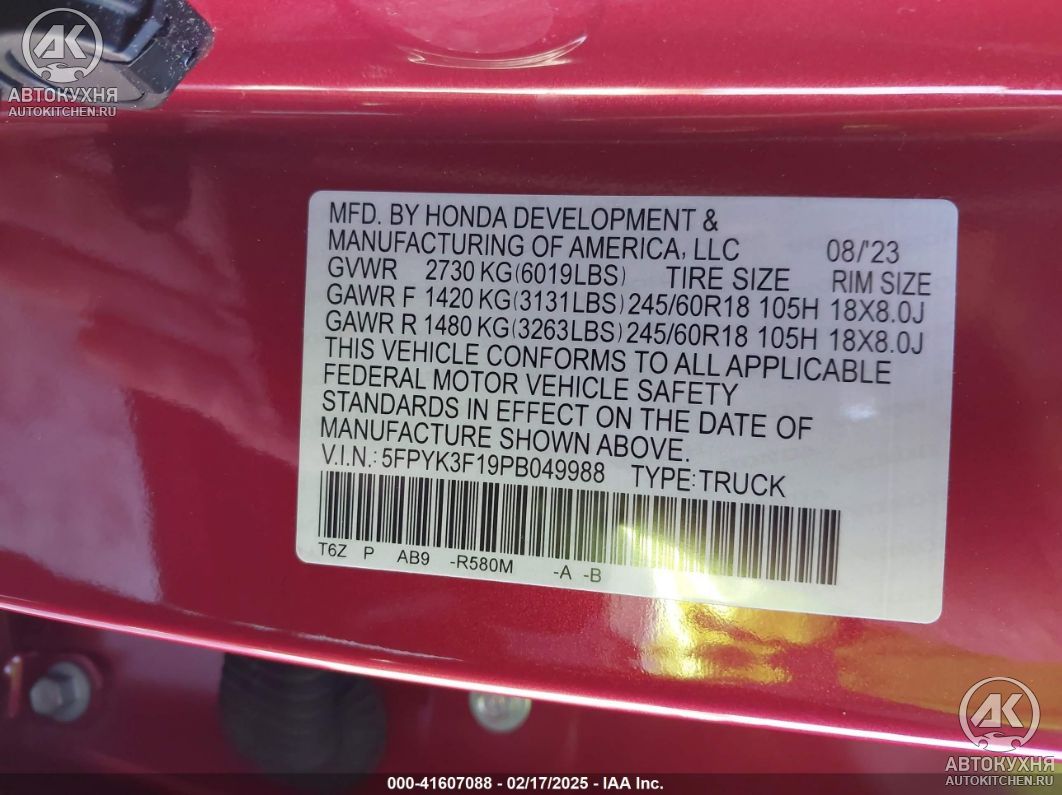 AK
АВТОКУХНЯ
AUTOKITCHEN.RU
MFD. BY HONDA DEVELOPMENT &
MANUFACTURING OF AMERICA, LLC 08/'23
GVWR 2730 KG(6019LBS) TIRE SIZE RIM SIZE
GAWR F 1420 KG(3131LBS) 245/60R18 105H 18X8.0J
GAWR R 1480 KG(3263LBS) 245/60R18 105H 18X8.0J
THIS VEHICLE CONFORMS TO ALL APPLICABLE
FEDERAL MOTOR VEHICLE SAFETY
STANDARDS IN EFFECT ON THE DATE OF
MANUFACTURE SHOWN ABOVE.
V.I.N.: 5FPYK3F19PB049988 TYPE:TRUCK
T6Z P AB9 -R580M -A -B
AK
АВТОКУХНЯ
AUTOKITCHEN.RU
000-41607088 - 02/17/2025 - IAA Inc.